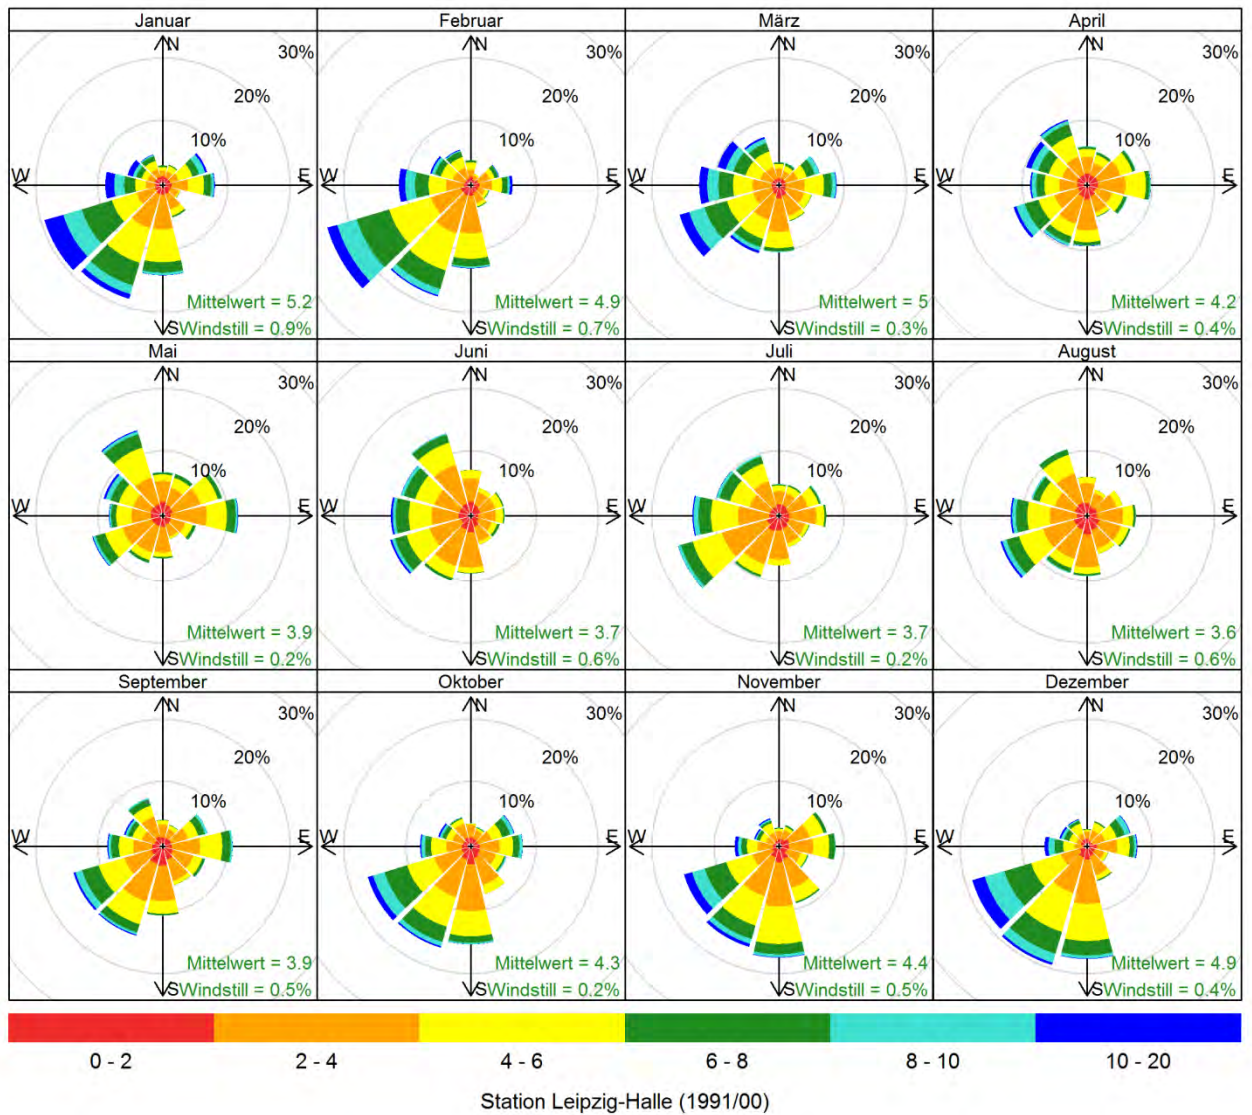 Januar Februar März April
N 30% N 30% N 30% N 30%
20% 20% 20% 20%
10% 10% 10% 10%
W E W E W E W E
Mittelwert = 5.2 Mittelwert = 4.9 Mittelwert = 5 Mittelwert = 4.2
S Windstill = 0.9% S Windstill = 0.7% S Windstill = 0.3% S Windstill = 0.4%
Mai Juni Juli August
N 30% N 30% N 30% N 30%
20% 20% 20% 20%
10% 10% 10% 10%
W E W E W E W E
Mittelwert = 3.9 Mittelwert = 3.7 Mittelwert = 3.7 Mittelwert = 3.6
S Windstill = 0.2% S Windstill = 0.6% S Windstill = 0.2% S Windstill = 0.6%
September Oktober November Dezember
N 30% N 30% N 30% N 30%
20% 20% 20% 20%
10% 10% 10% 10%
W E W E W E W E
Mittelwert = 3.9 Mittelwert = 4.3 Mittelwert = 4.4 Mittelwert = 4.9
S Windstill = 0.5% S Windstill = 0.2% S Windstill = 0.5% S Windstill = 0.4%
0 - 2 2 - 4 4 - 6 6 - 8 8 - 10 10 - 20
Station Leipzig-Halle (1991/00)